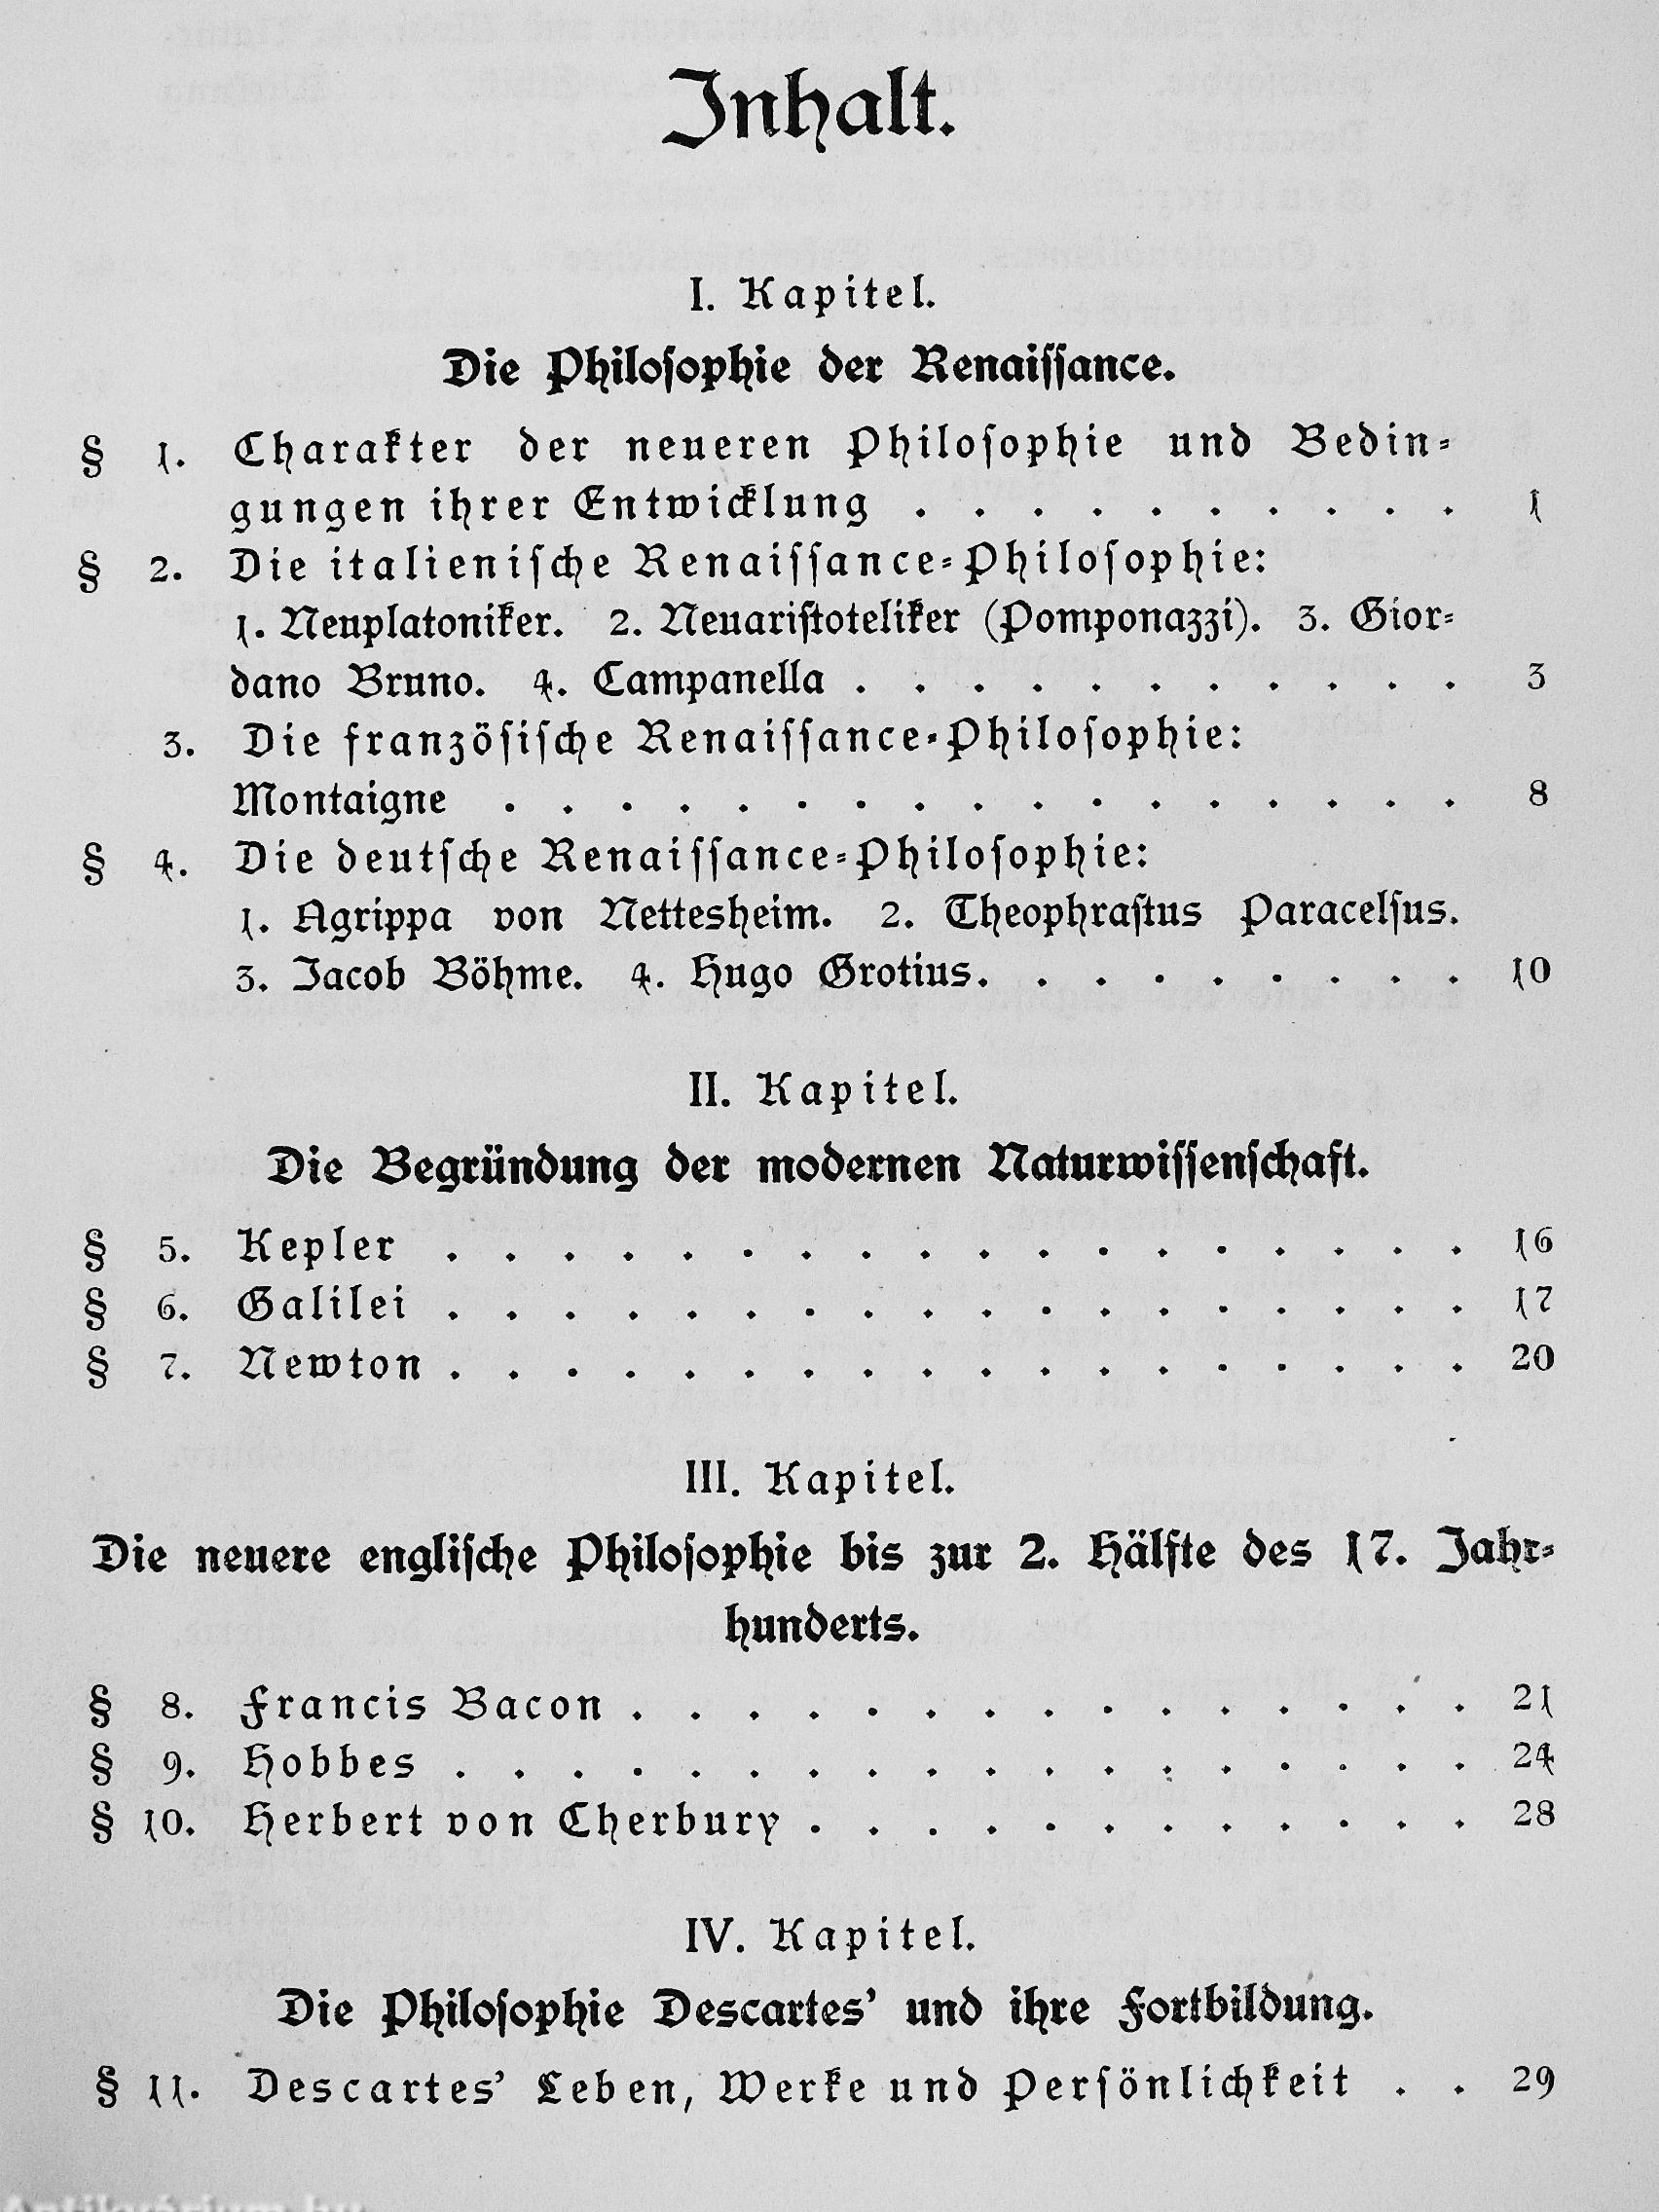 Inhalt.
I. Kapitel.
Die Philoſophie der Renaiſſance.
§ 1. Charakter der neueren Philoſophie und Bedin⸗
gungen ihrer Entwicklung . . . . . . . . . . 1
§ 2. Die italieniſche Renaiſſance⸗Philoſophie:
1. Neuplatoniker. 2. Neuariſtoteliker (Pomponazzi). 3. Gior⸗
dano Bruno. 4. Campanella . . . . . . . . . . . 3
3. Die franzöſiſche Renaiſſance⸗Philoſophie:
Montaigne . . . . . . . . . . . . . . . . . 8
§ 4. Die deutſche Renaiſſance⸗Philoſophie:
1. Agrippa von Nettesheim. 2. Theophraſtus Paracelſus.
3. Jacob Böhme. 4. Hugo Grotius. . . . . . . . . 10
II. Kapitel.
Die Begründung der modernen Naturwiſſenſchaft.
§ 5. Kepler . . . . . . . . . . . . . . . . . . 16
§ 6. Galilei . . . . . . . . . . . . . . . . . . 17
§ 7. Newton . . . . . . . . . . . . . . . . . . 20
III. Kapitel.
Die neuere engliſche Philoſophie bis zur 2. Hälfte des 17. Jahr⸗
hunderts.
§ 8. Francis Bacon . . . . . . . . . . . . . . . 21
§ 9. Hobbes . . . . . . . . . . . . . . . . . . 24
§ 10. Herbert von Cherbury . . . . . . . . . . . . 28
IV. Kapitel.
Die Philoſophie Descartes’ und ihre Fortbildung.
§ 11. Descartes’ Leben, Werke und Perſönlichkeit . . 29